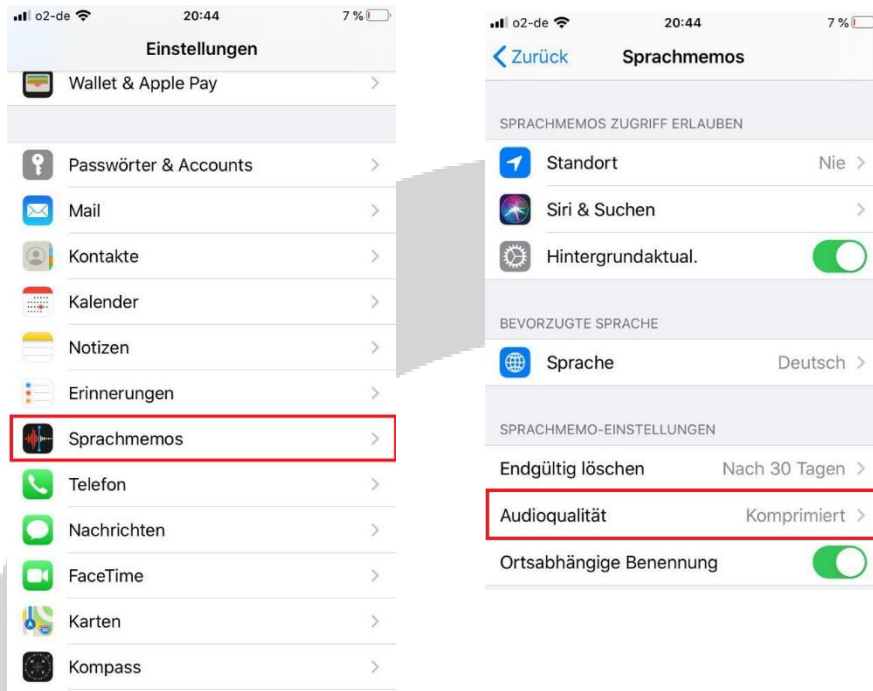 o2-de 20:44 7 %
Einstellungen
Wallet & Apple Pay
Passwörter & Accounts
Mail
Kontakte
Kalender
Notizen
Erinnerungen
Sprachmemos
Telefon
Nachrichten
FaceTime
Karten
Kompass
o2-de 20:44 7 %
Zurück Sprachmemos
SPRACHMEMOS ZUGRIFF ERLAUBEN
Standort Nie
Siri & Suchen
Hintergrundaktual.
BEVORZUGTE SPRACHE
Sprache Deutsch
SPRACHMEMO-EINSTELLUNGEN
Endgültig löschen Nach 30 Tagen
Audioqualität Komprimiert
Ortsabhängige Benennung